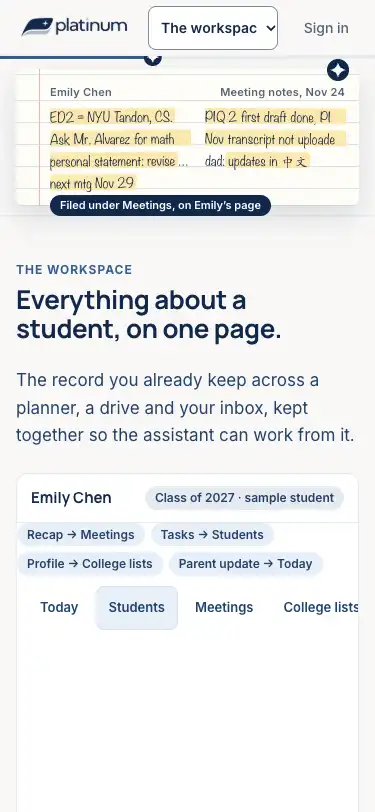 platinum
The workspac
Sign in
Emily Chen
Meeting notes, Nov 24
ED2 = NYU Tandon, CS.
Ask Mr. Alvarez for math
personal statement: revise ...
next mtg Nov 29
PIQ 2 first draft done, PI
Nov transcript not uploade
dad: updates in 中文
Filed under Meetings, on Emily's page
THE WORKSPACE
Everything about a
student, on one page.
The record you already keep across a
planner, a drive and your inbox, kept
together so the assistant can work from it.
Emily Chen
Class of 2027 · sample student
Recap → Meetings
Tasks → Students
Profile → College lists
Parent update → Today
Today
Students
Meetings
College lists